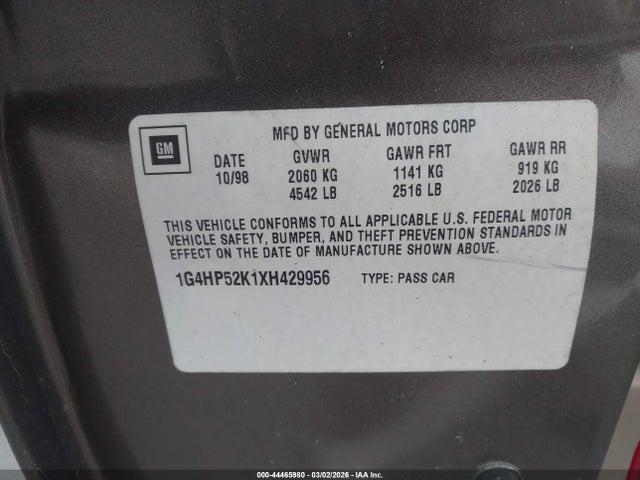 GM
MFD BY GENERAL MOTORS CORP
DATE GVWR GAWR FRT GAWR RR
10/98 2060 KG 1141 KG 919 KG
4542 LB 2516 LB 2026 LB
THIS VEHICLE CONFORMS TO ALL APPLICABLE U.S. FEDERAL MOTOR
VEHICLE SAFETY, BUMPER, AND THEFT PREVENTION STANDARDS IN
EFFECT ON THE DATE OF MANUFACTURE SHOWN ABOVE.
1G4HP52K1XH429956 TYPE: PASS CAR
000-44465980 - 03/02/2026 - IAA Inc.